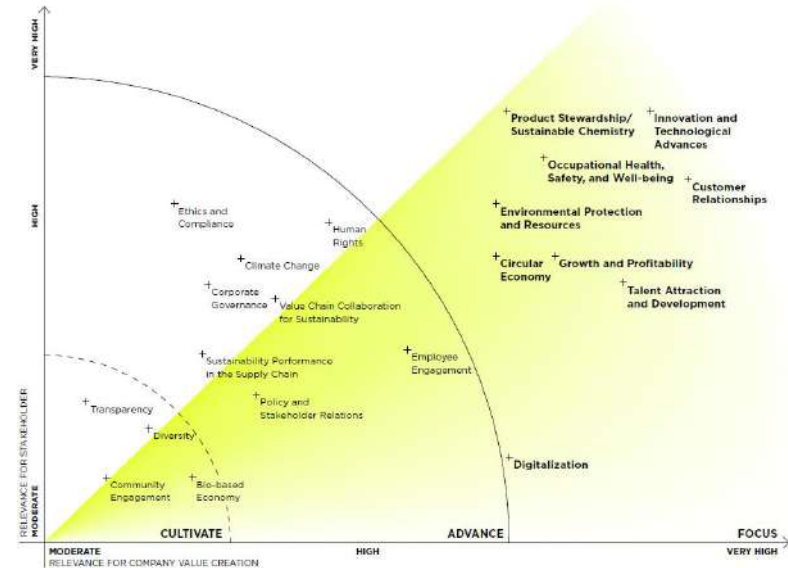 VERY HIGH
HIGH
MODERATE
RELEVANCE FOR STAKEHOLDER
Product Stewardship/
Sustainable Chemistry
Innovation and
Technological
Advances
Occupational Health,
Safety, and Well-being
Customer
Relationships
Ethics and
Compliance
Environmental Protection
and Resources
Human
Rights
Climate Change
Circular
Economy
Growth and Profitability
Corporate
Governance
Talent Attraction
and Development
Value Chain Collaboration
for Sustainability
Sustainability Performance
in the Supply Chain
Employee
Engagement
Transparency
Policy and
Stakeholder Relations
Diversity
Digitalization
Community
Engagement
Bio-based
Economy
CULTIVATE
ADVANCE
FOCUS
MODERATE
HIGH
VERY HIGH
RELEVANCE FOR COMPANY VALUE CREATION